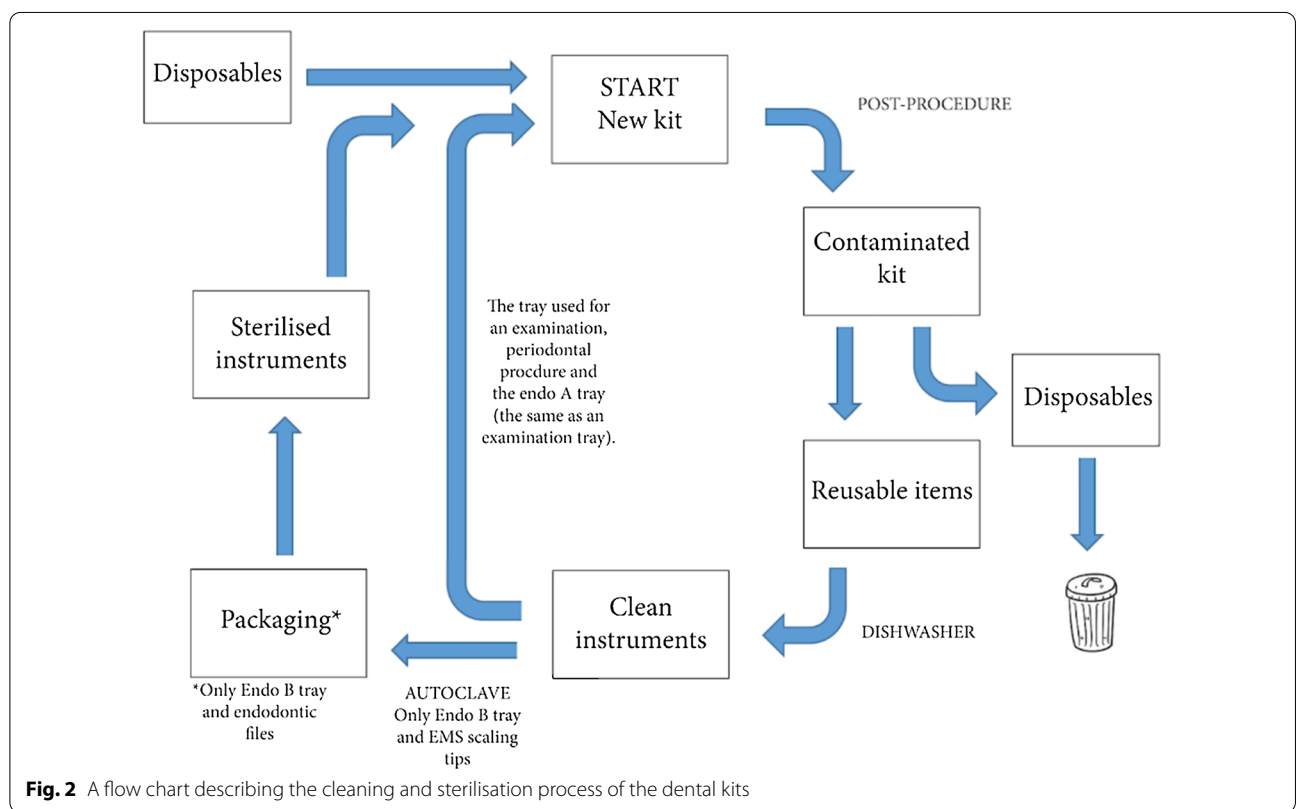 Disposables
START
New kit
POST-PROCEDURE
Contaminated
kit
Sterilised
instruments
The tray used for
an examination,
periodontal
procdure and
the endo A tray
(the same as an
examination tray).
Disposables
Reusable items
Packaging*
Clean
instruments
DISHWASHER
*Only Endo B tray
and endodontic
files
AUTOCLAVE
Only Endo B tray
and EMS scaling
tips
Fig. 2 A flow chart describing the cleaning and sterilisation process of the dental kits